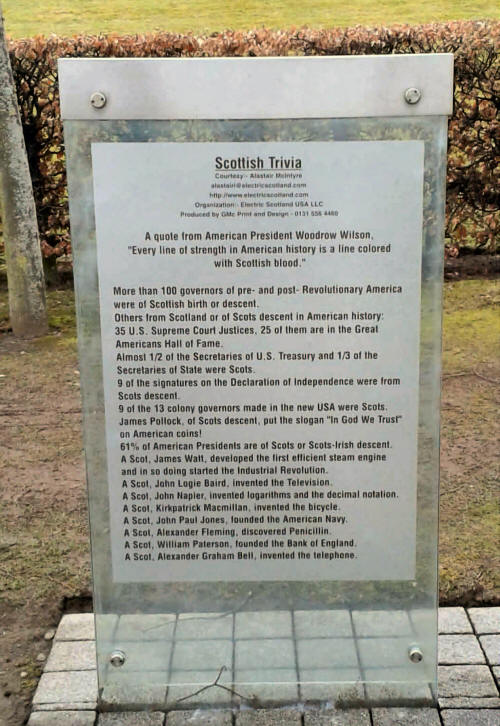 Scottish Trivia
Courtesy:- Alastair McIntyre
alastairi@electricscotland.com
http://www.electricscotland.com
Organization:- Electric Scotland USA LLC
Produced by GMc Print and Design - 0131 556 4460
A quote from American President Woodrow Wilson,
"Every line of strength in American history is a line colored
with Scottish blood."
More than 100 governors of pre- and post- Revolutionary America
were of Scottish birth or descent.
Others from Scotland or of Scots descent in American history:
35 U.S. Supreme Court Justices, 25 of them are in the Great
Americans Hall of Fame.
Almost 1/2 of the Secretaries of U.S. Treasury and 1/3 of the
Secretaries of State were Scots.
9 of the signatures on the Declaration of Independence were from
Scots descent.
9 of the 13 colony governors made in the new USA were Scots.
James Pollock, of Scots descent, put the slogan "In God We Trust"
on American coins!
61% of American Presidents are of Scots or Scots-Irish descent.
A Scot, James Watt, developed the first efficient steam engine
and in so doing started the Industrial Revolution.
A Scot, John Logie Baird, invented the Television.
A Scot, John Napier, invented logarithms and the decimal notation.
A Scot, Kirkpatrick Macmillan, invented the bicycle.
A Scot, John Paul Jones, founded the American Navy.
A Scot, Alexander Fleming, discovered Penicillin.
A Scot, William Paterson, founded the Bank of England.
A Scot, Alexander Graham Bell, invented the telephone.